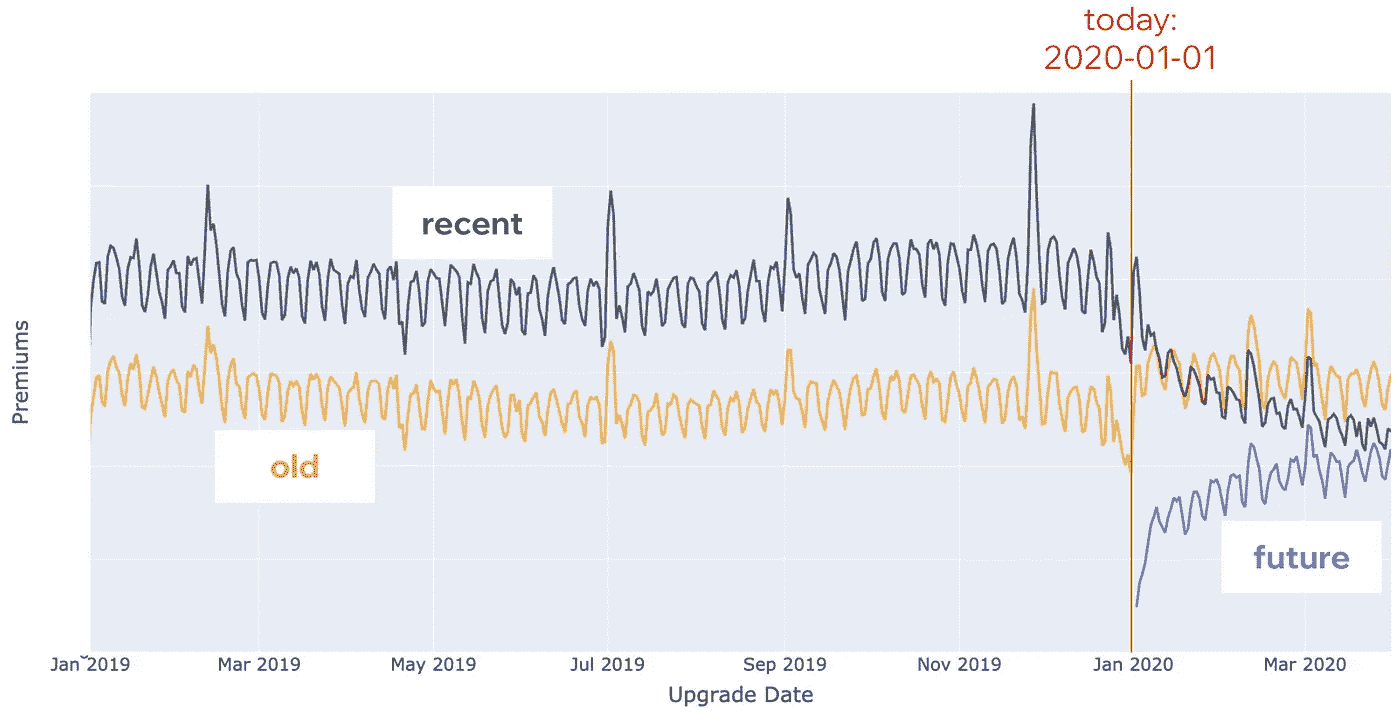 today:
2020-01-01
recent
old
future
Premiums
Jan 2019
Mar 2019
May 2019
Jul 2019
Sep 2019
Nov 2019
Jan 2020
Mar 2020
Upgrade Date